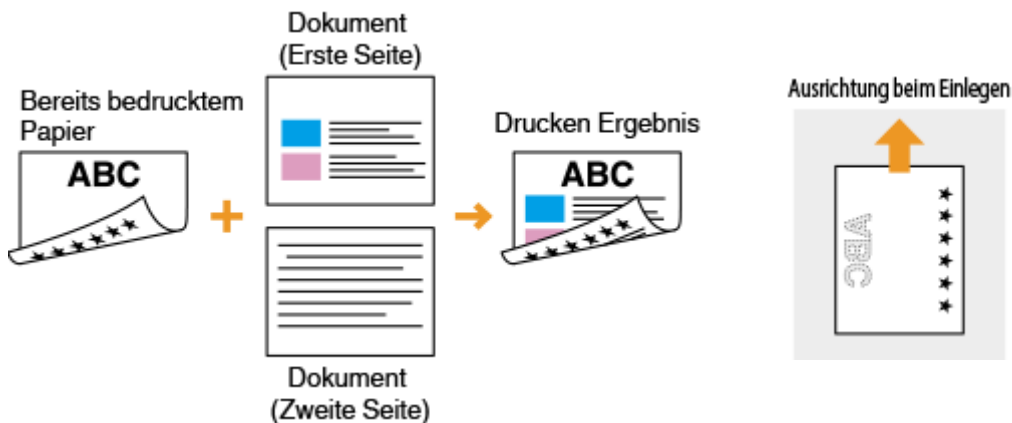 Bereits bedrucktem
Papier
ABC
Dokument
(Erste Seite)
Dokument
(Zweite Seite)
Drucken Ergebnis
ABC
Ausrichtung beim Einlegen
ABC